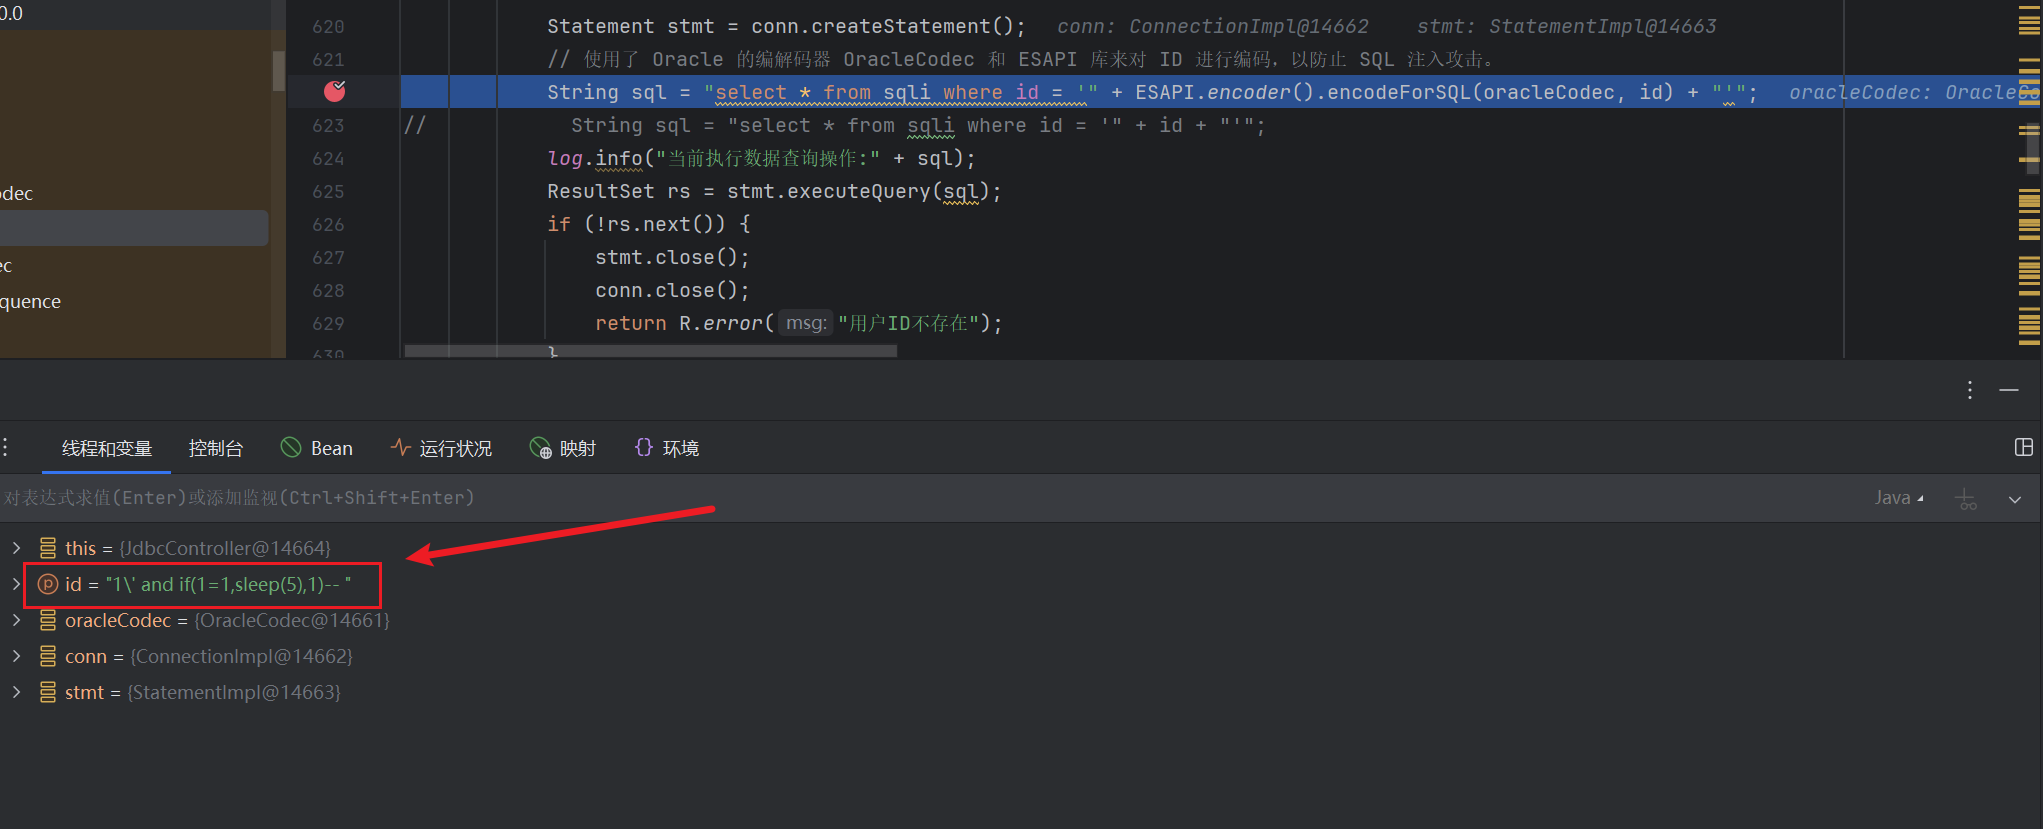 0.0
odec
ec
quence
620 Statement stmt = conn.createStatement(); conn: ConnectionImpl@14662 stmt: StatementImpl@14663
621 // 使用了 Oracle 的编解码器 OracleCodec 和 ESAPI 库来对 ID 进行编码，以防止 SQL 注入攻击。
String sql = "select * from sqli where id = '" + ESAPI.encoder().encodeForSQL(oracleCodec, id) + "'"; oracleCodec: OracleCo
623 // String sql = "select * from sqli where id = '" + id + "'";
624 log.info("当前执行数据查询操作:" + sql);
625 ResultSet rs = stmt.executeQuery(sql);
626 if (!rs.next()) {
627 stmt.close();
628 conn.close();
629 return R.error( msg: "用户ID不存在");
630 }
线程和变量 控制台 Bean 运行状况 映射 {} 环境
对表达式求值(Enter)或添加监视(Ctrl+Shift+Enter) Java
this = {JdbcController@14664}
p id = "1\' and if(1=1,sleep(5),1)-- "
oracleCodec = {OracleCodec@14661}
conn = {ConnectionImpl@14662}
stmt = {StatementImpl@14663}